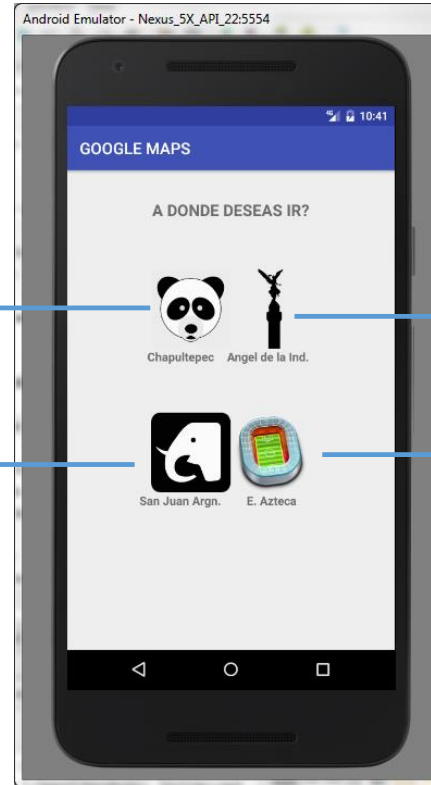 Android Emulator - Nexus_5X_API_22:5554
10:41
GOOGLE MAPS
A DONDE DESEAS IR?
Chapultepec Angel de la Ind.
San Juan Argn. E. Azteca